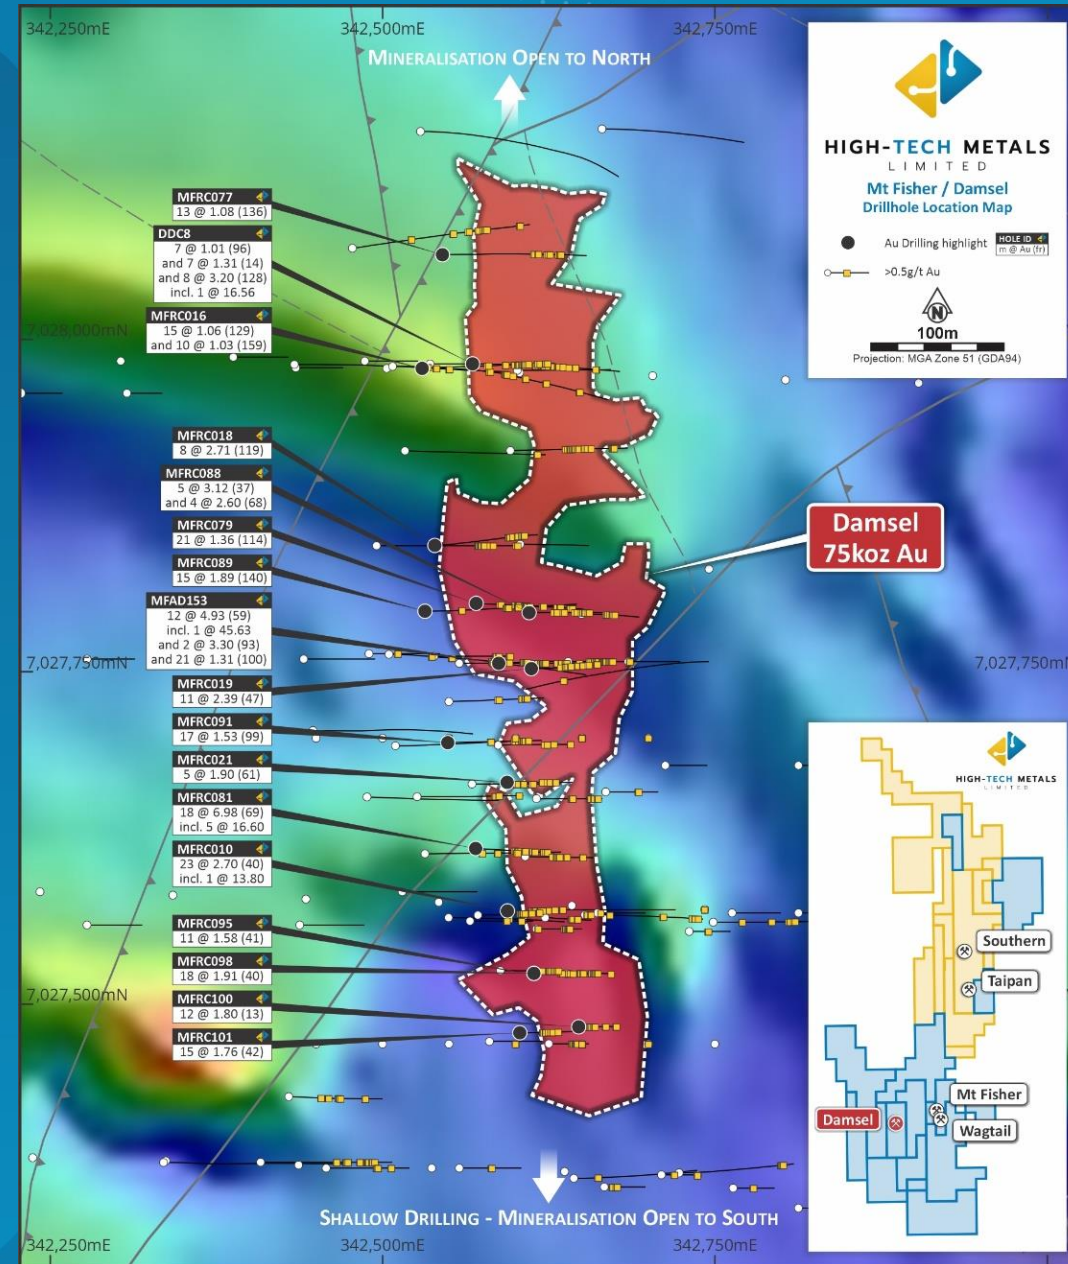 342,250mE
342,500mE
342,750mE
MINERALISATION OPEN TO NORTH
HIGH-TECH METALS
LIMITED
Mt Fisher / Damsel
Drillhole Location Map
Au Drilling highlight
HOLE ID
m @ Au (fr)
>0.5g/t Au
N
100m
Projection: MGA Zone 51 (GDA94)
MFRC077
13 @ 1.08 (136)
DDC8
7 @ 1.01 (96)
and 7 @ 1.31 (14)
and 8 @ 3.20 (128)
incl. 1 @ 16.56
MFRC016
15 @ 1.06 (129)
and 10 @ 1.03 (159)
7,028,000mN
MFRC018
8 @ 2.71 (119)
MFRC088
5 @ 3.12 (37)
and 4 @ 2.60 (68)
MFRC079
21 @ 1.36 (114)
MFRC089
15 @ 1.89 (140)
MFAD153
12 @ 4.93 (59)
incl. 1 @ 45.63
and 2 @ 3.30 (93)
and 21 @ 1.31 (100)
Damsel
75koz Au
7,027,750mN
7,027,750mN
MFRC019
11 @ 2.39 (47)
MFRC091
17 @ 1.53 (99)
MFRC021
5 @ 1.90 (61)
MFRC081
18 @ 6.98 (69)
incl. 5 @ 16.60
MFRC010
23 @ 2.70 (40)
incl. 1 @ 13.80
MFRC095
11 @ 1.58 (41)
MFRC098
18 @ 1.91 (40)
7,027,500mN
MFRC100
12 @ 1.80 (13)
MFRC101
15 @ 1.76 (42)
HIGH-TECH METALS
LIMITED
Southern
Taipan
Mt Fisher
Damsel
Wagtail
SHALLOW DRILLING - MINERALISATION OPEN TO SOUTH
342,250mE
342,500mE
342,750mE